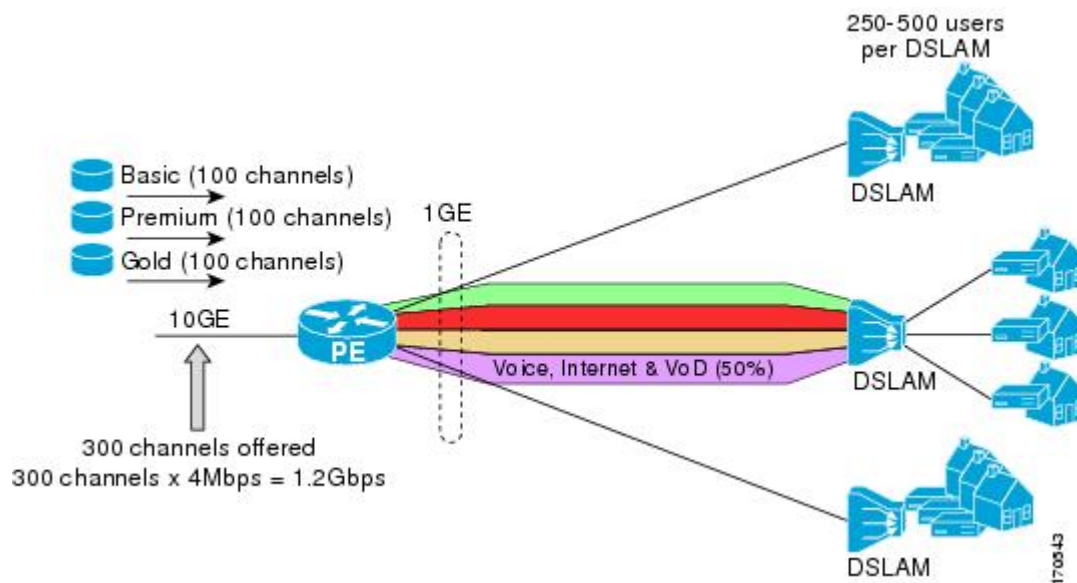 250-500 users
per DSLAM
Basic (100 channels)
Premium (100 channels)
Gold (100 channels)
1GE
DSLAM
10GE
PE
Voice, Internet & VoD (50%)
DSLAM
300 channels offered
300 channels x 4Mbps = 1.2Gbps
DSLAM
170543